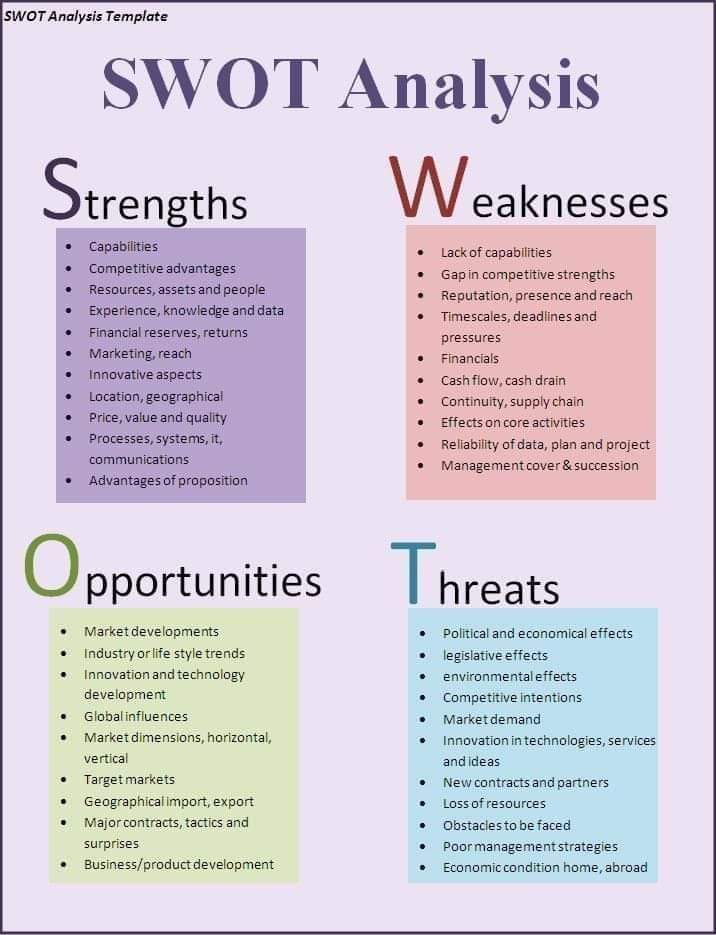 SWOT Analysis Template
SWOT Analysis
Strengths
• Capabilities
• Competitive advantages
• Resources, assets and people
• Experience, knowledge and data
• Financial reserves, returns
• Marketing, reach
• Innovative aspects
• Location, geographical
• Price, value and quality
• Processes, systems, it,
communications
• Advantages of proposition
Weaknesses
• Lack of capabilities
• Gap in competitive strengths
• Reputation, presence and reach
• Timescales, deadlines and
pressures
• Financials
• Cash flow, cash drain
• Continuity, supply chain
• Effects on core activities
• Reliability of data, plan and project
• Management cover & succession
Opportunities
• Market developments
• Industry or life style trends
• Innovation and technology
development
• Global influences
• Market dimensions, horizontal,
vertical
• Target markets
• Geographical import, export
• Major contracts, tactics and
surprises
• Business/product development
Threats
• Political and economical effects
• legislative effects
• environmental effects
• Competitive intentions
• Market demand
• Innovation in technologies, services
and ideas
• New contracts and partners
• Loss of resources
• Obstacles to be faced
• Poor management strategies
• Economic condition home, abroad